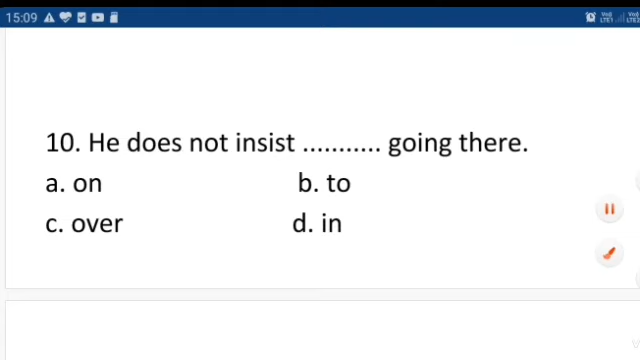 15:09
10. He does not insist ........... going there.
a. on b. to
c. over d. in